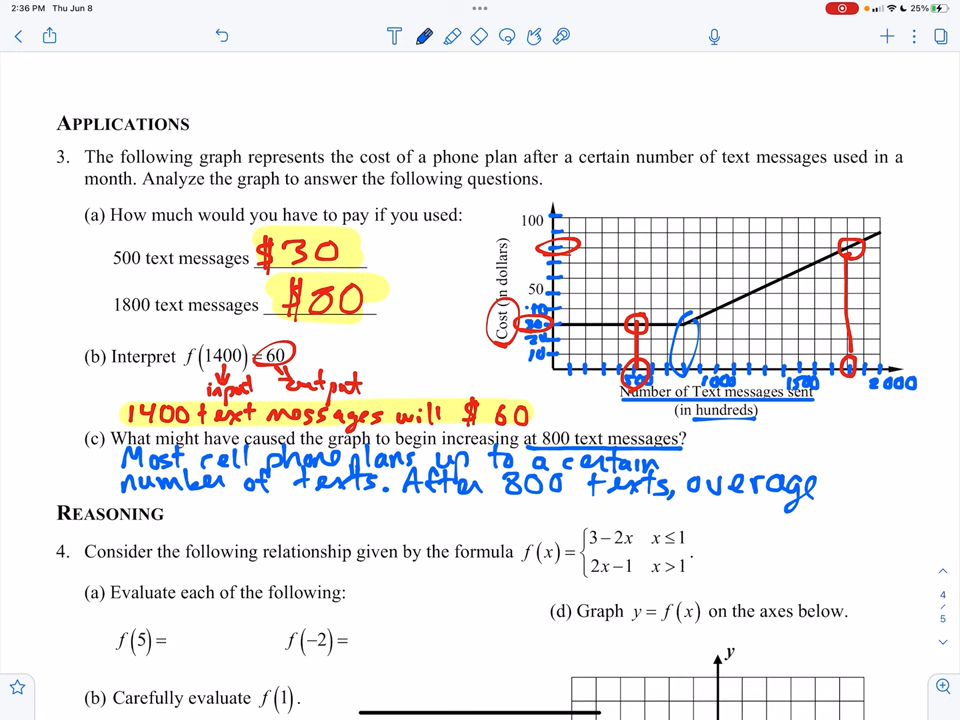 2:36 PM Thu Jun 8
25%
APPLICATIONS
3. The following graph represents the cost of a phone plan after a certain number of text messages used in a
month. Analyze the graph to answer the following questions.
(a) How much would you have to pay if you used:
500 text messages $30
1800 text messages $80
(b) Interpret f(1400)=60
input output
1400 text messages will $ 60
100
50
40
30
20
10
Cost (in dollars)
500 1000 1500 2000
Number of Text messages sent
(in hundreds)
(c) What might have caused the graph to begin increasing at 800 text messages?
Most cell phone plans up to a certain
number of texts. After 800 texts, overage
REASONING
4. Consider the following relationship given by the formula f(x)= { 3−2x x≤1
2x−1 x>1 .
(a) Evaluate each of the following:
f(5)= f(−2)=
(d) Graph y=f(x) on the axes below.
y
(b) Carefully evaluate f(1).
4
/
5